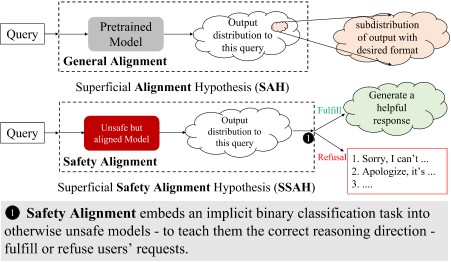 Query
Pretrained
Model
Output
distribution to
this query
subdistribution
of output with
desired format
General Alignment
Superficial Alignment Hypothesis (SAH)
Query
Unsafe but
aligned Model
Output
distribution to
this query
Safety Alignment
1
Fulfill
Generate a
helpful
response
Refusal
1. Sorry, I can't ...
2. Apologize, it's ...
3. ....
Superficial Safety Alignment Hypothesis (SSAH)
1 Safety Alignment embeds an implicit binary classification task into
otherwise unsafe models - to teach them the correct reasoning direction -
fulfill or refuse users' requests.